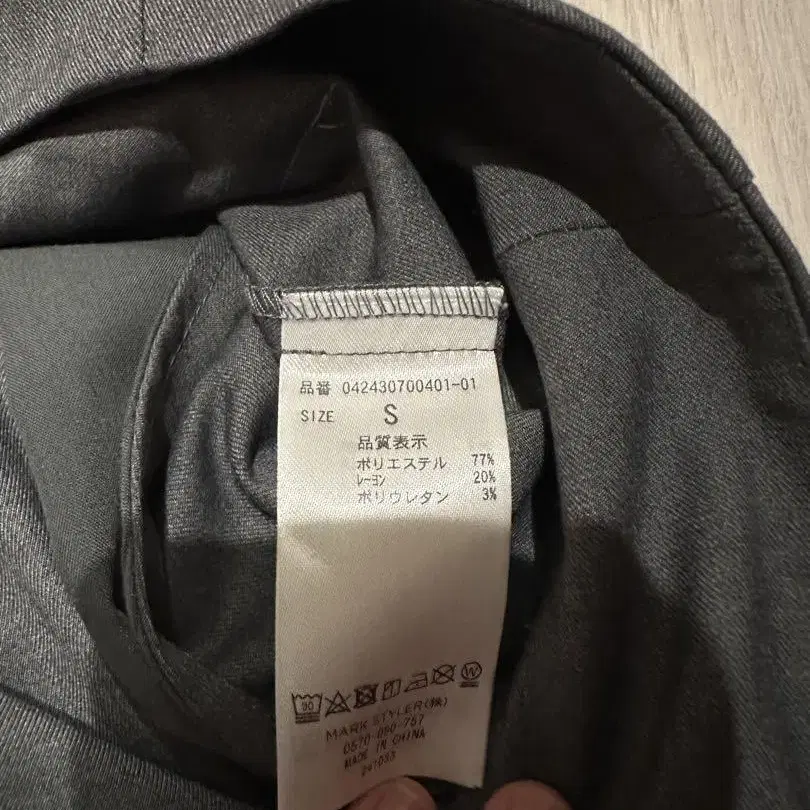 品番 042430700401-01
SIZE S
品質表示
ポリエステル 77%
レーヨン 20%
ポリウレタン 3%
MARK STYLER(株)
0570-050-757
MADE IN CHINA